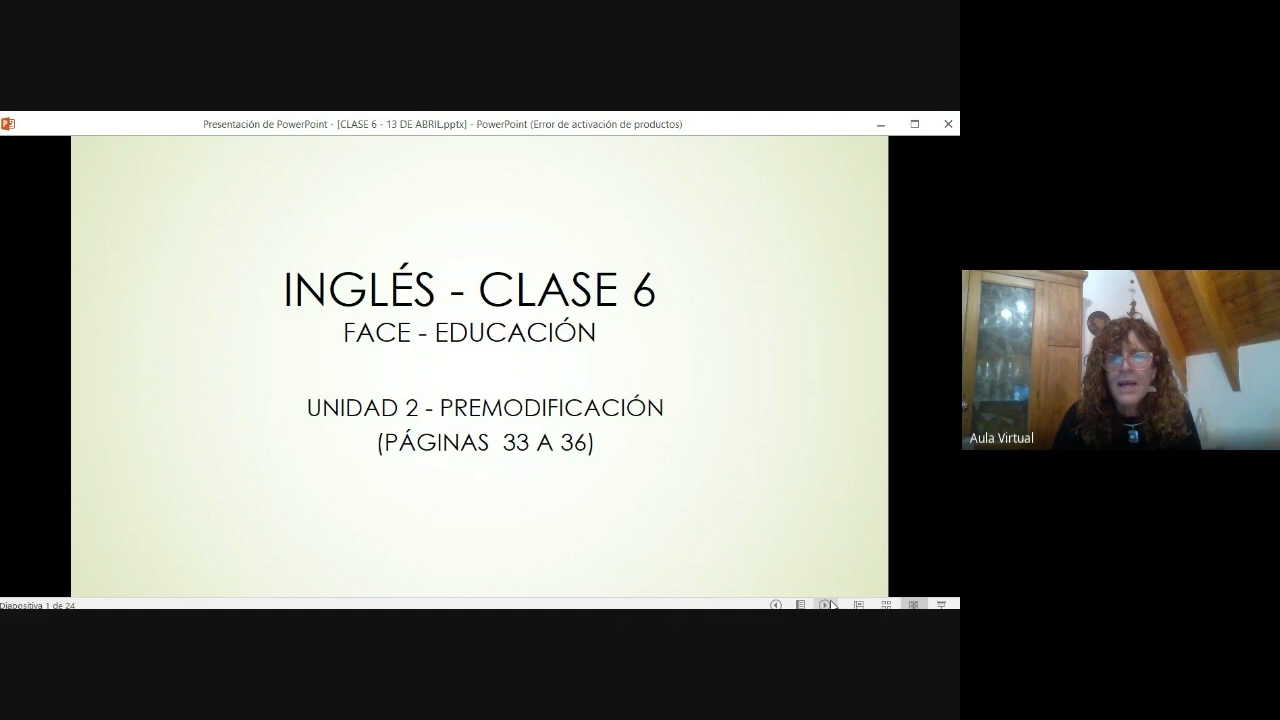 Presentación de PowerPoint - [CLASE 6 - 13 DE ABRIL.pptx] - PowerPoint (Error de activación de productos)
INGLÉS - CLASE 6
FACE - EDUCACIÓN
UNIDAD 2 - PREMODIFICACIÓN
(PÁGINAS 33 A 36)
Aula Virtual
Diapositiva 1 de 24